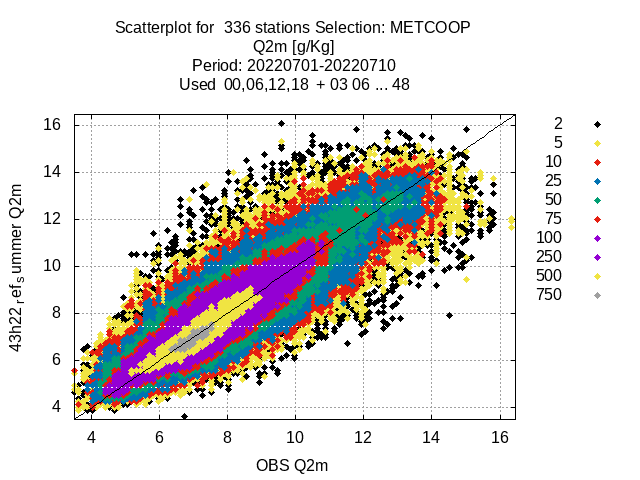 Scatterplot for  336 stations Selection: METCOOP
Q2m [g/Kg]
Period: 20220701-20220710
Used  00,06,12,18  + 03 06 ... 48
2
5
10
25
50
75
100
250
500
750
16
14
12
10
8
6
4
43h22_ref_summer Q2m
4 6 8 10 12 14 16
OBS Q2m